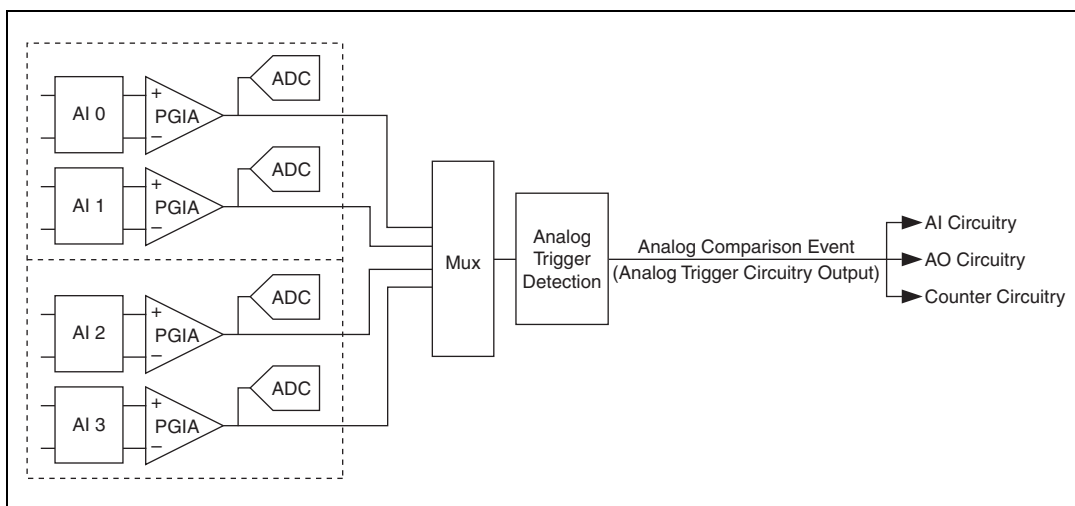 ADC
AI 0
+
PGIA
–
ADC
AI 1
+
PGIA
–
ADC
AI 2
+
PGIA
–
ADC
AI 3
+
PGIA
–
Mux
Analog
Trigger
Detection
Analog Comparison Event
(Analog Trigger Circuitry Output)
AI Circuitry
AO Circuitry
Counter Circuitry